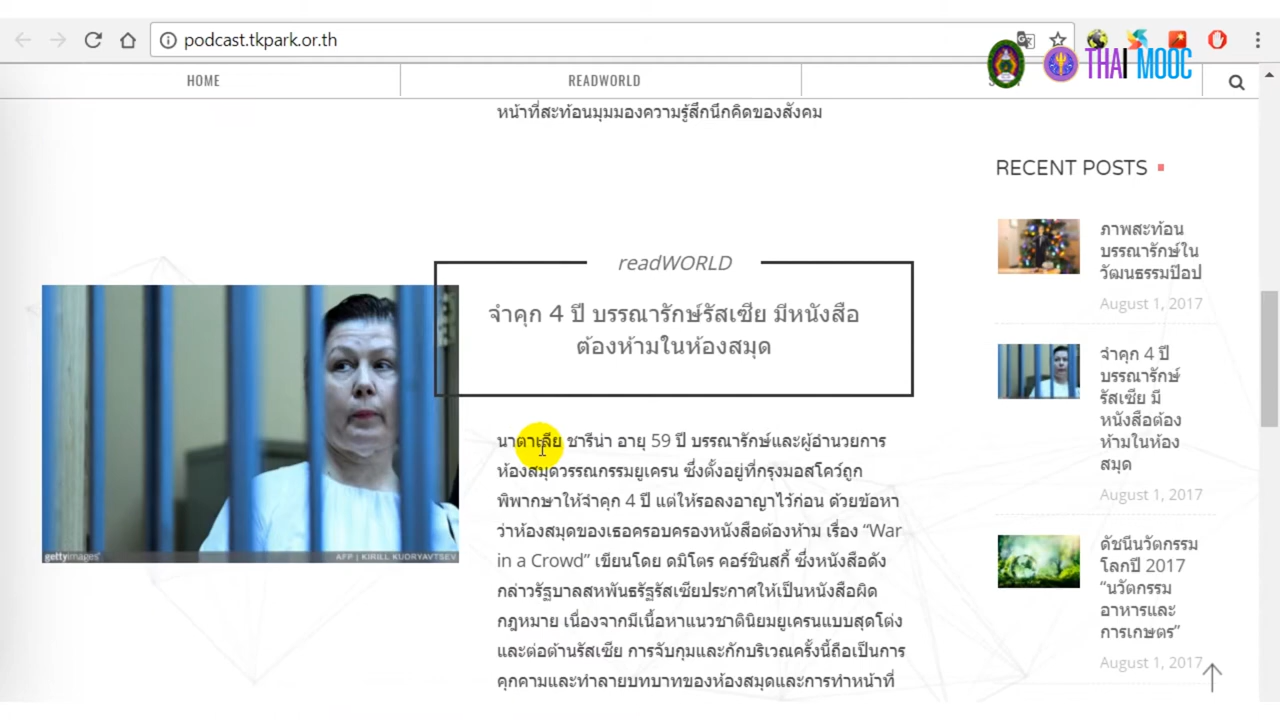 podcast.tkpark.or.th
THAI MOOC
HOME
READWORLD
หน้าที่สะท้อนมุมมองความรู้สึกนึกคิดของสังคม
readWORLD
จำคุก 4 ปี บรรณารักษ์รัสเซีย มีหนังสือ
ต้องห้ามในห้องสมุด
นาตาเลีย ชารีน่า อายุ 59 ปี บรรณารักษ์และผู้อำนวยการ
ห้องสมุดวรรณกรรมยูเครน ซึ่งตั้งอยู่ที่กรุงมอสโคว์ถูก
พิพากษาให้จำคุก 4 ปี แต่ให้รอลงอาญาไว้ก่อน ด้วยข้อหา
ว่าห้องสมุดของเธอครอบครองหนังสือต้องห้าม เรื่อง “War
in a Crowd” เขียนโดย ดมิโตร คอร์ชินสกี้ ซึ่งหนังสือดัง
กล่าวรัฐบาลสหพันธรัฐรัสเซียประกาศให้เป็นหนังสือผิด
กฎหมาย เนื่องจากมีเนื้อหาแนวชาตินิยมยูเครนแบบสุดโต่ง
และต่อต้านรัสเซีย การจับกุมและกักบริเวณครั้งนี้ถือเป็นการ
คุกคามและทำลายบทบาทของห้องสมุดและการทำหน้าที่
gettyimages
AFP | KIRILL KUDRYAVTSEV
RECENT POSTS
ภาพสะท้อน
บรรณารักษ์ใน
วัฒนธรรมป๊อป
August 1, 2017
จำคุก 4 ปี
บรรณารักษ์
รัสเซีย มี
หนังสือต้อง
ห้ามในห้อง
สมุด
August 1, 2017
ดัชนีนวัตกรรม
โลกปี 2017
“นวัตกรรม
อาหารและ
การเกษตร”
August 1, 2017